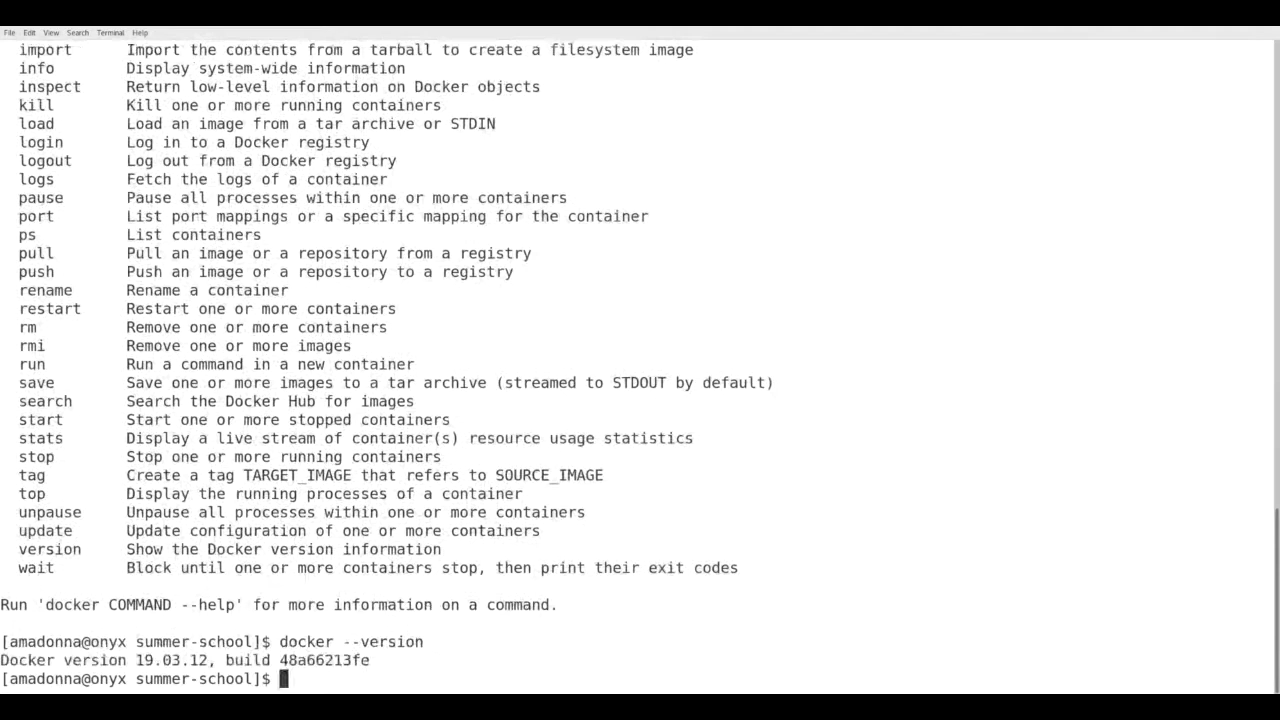 File Edit View Search Terminal Help
import Import the contents from a tarball to create a filesystem image
info Display system-wide information
inspect Return low-level information on Docker objects
kill Kill one or more running containers
load Load an image from a tar archive or STDIN
login Log in to a Docker registry
logout Log out from a Docker registry
logs Fetch the logs of a container
pause Pause all processes within one or more containers
port List port mappings or a specific mapping for the container
ps List containers
pull Pull an image or a repository from a registry
push Push an image or a repository to a registry
rename Rename a container
restart Restart one or more containers
rm Remove one or more containers
rmi Remove one or more images
run Run a command in a new container
save Save one or more images to a tar archive (streamed to STDOUT by default)
search Search the Docker Hub for images
start Start one or more stopped containers
stats Display a live stream of container(s) resource usage statistics
stop Stop one or more running containers
tag Create a tag TARGET_IMAGE that refers to SOURCE_IMAGE
top Display the running processes of a container
unpause Unpause all processes within one or more containers
update Update configuration of one or more containers
version Show the Docker version information
wait Block until one or more containers stop, then print their exit codes
Run 'docker COMMAND --help' for more information on a command.
[amadonna@onyx summer-school]$ docker --version
Docker version 19.03.12, build 48a66213fe
[amadonna@onyx summer-school]$